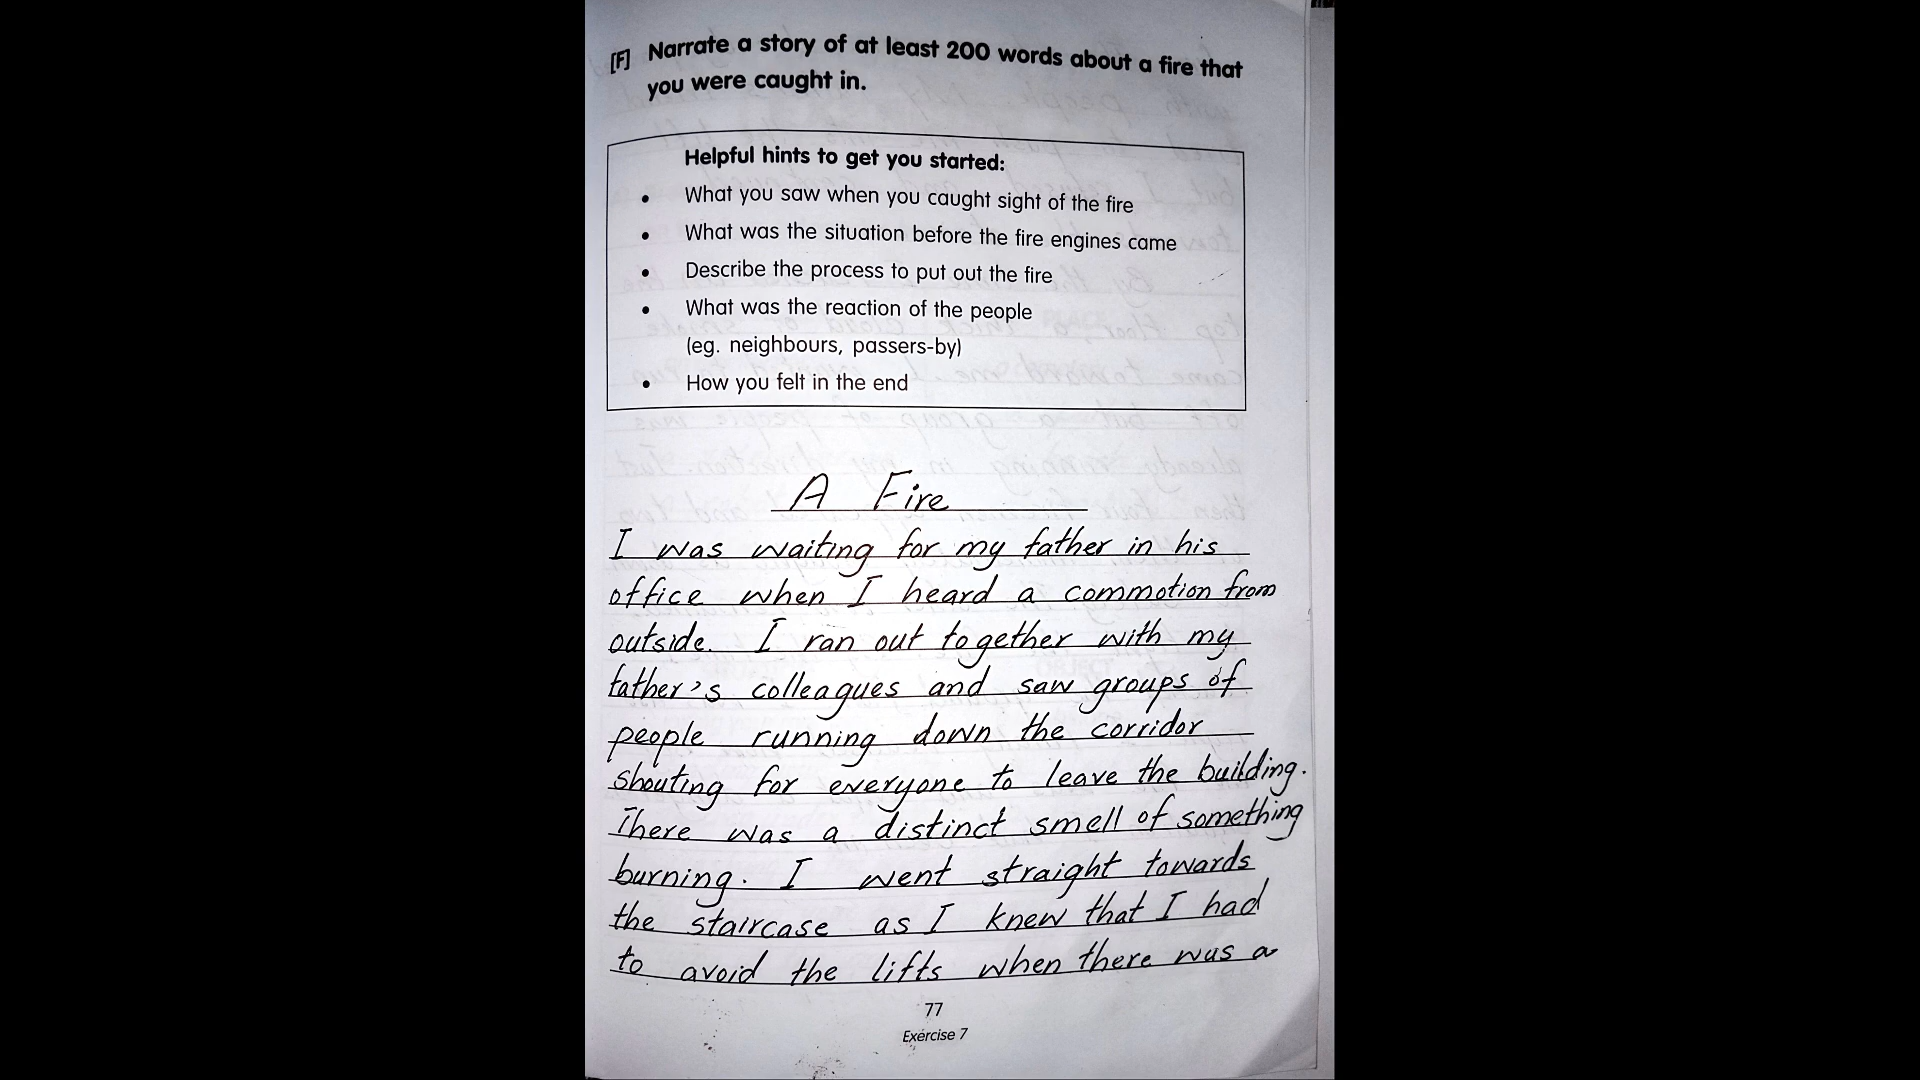 [F] Narrate a story of at least 200 words about a fire that
you were caught in.
Helpful hints to get you started:
• What you saw when you caught sight of the fire
• What was the situation before the fire engines came
• Describe the process to put out the fire
• What was the reaction of the people
(eg. neighbours, passers-by)
• How you felt in the end
A Fire
I was waiting for my father in his
office when I heard a commotion from
outside. I ran out together with my
father's colleagues and saw groups of
people running down the corridor
shouting for everyone to leave the building.
There was a distinct smell of something
burning. I went straight towards
the staircase as I knew that I had
to avoid the lifts when there was a
77
Exercise 7